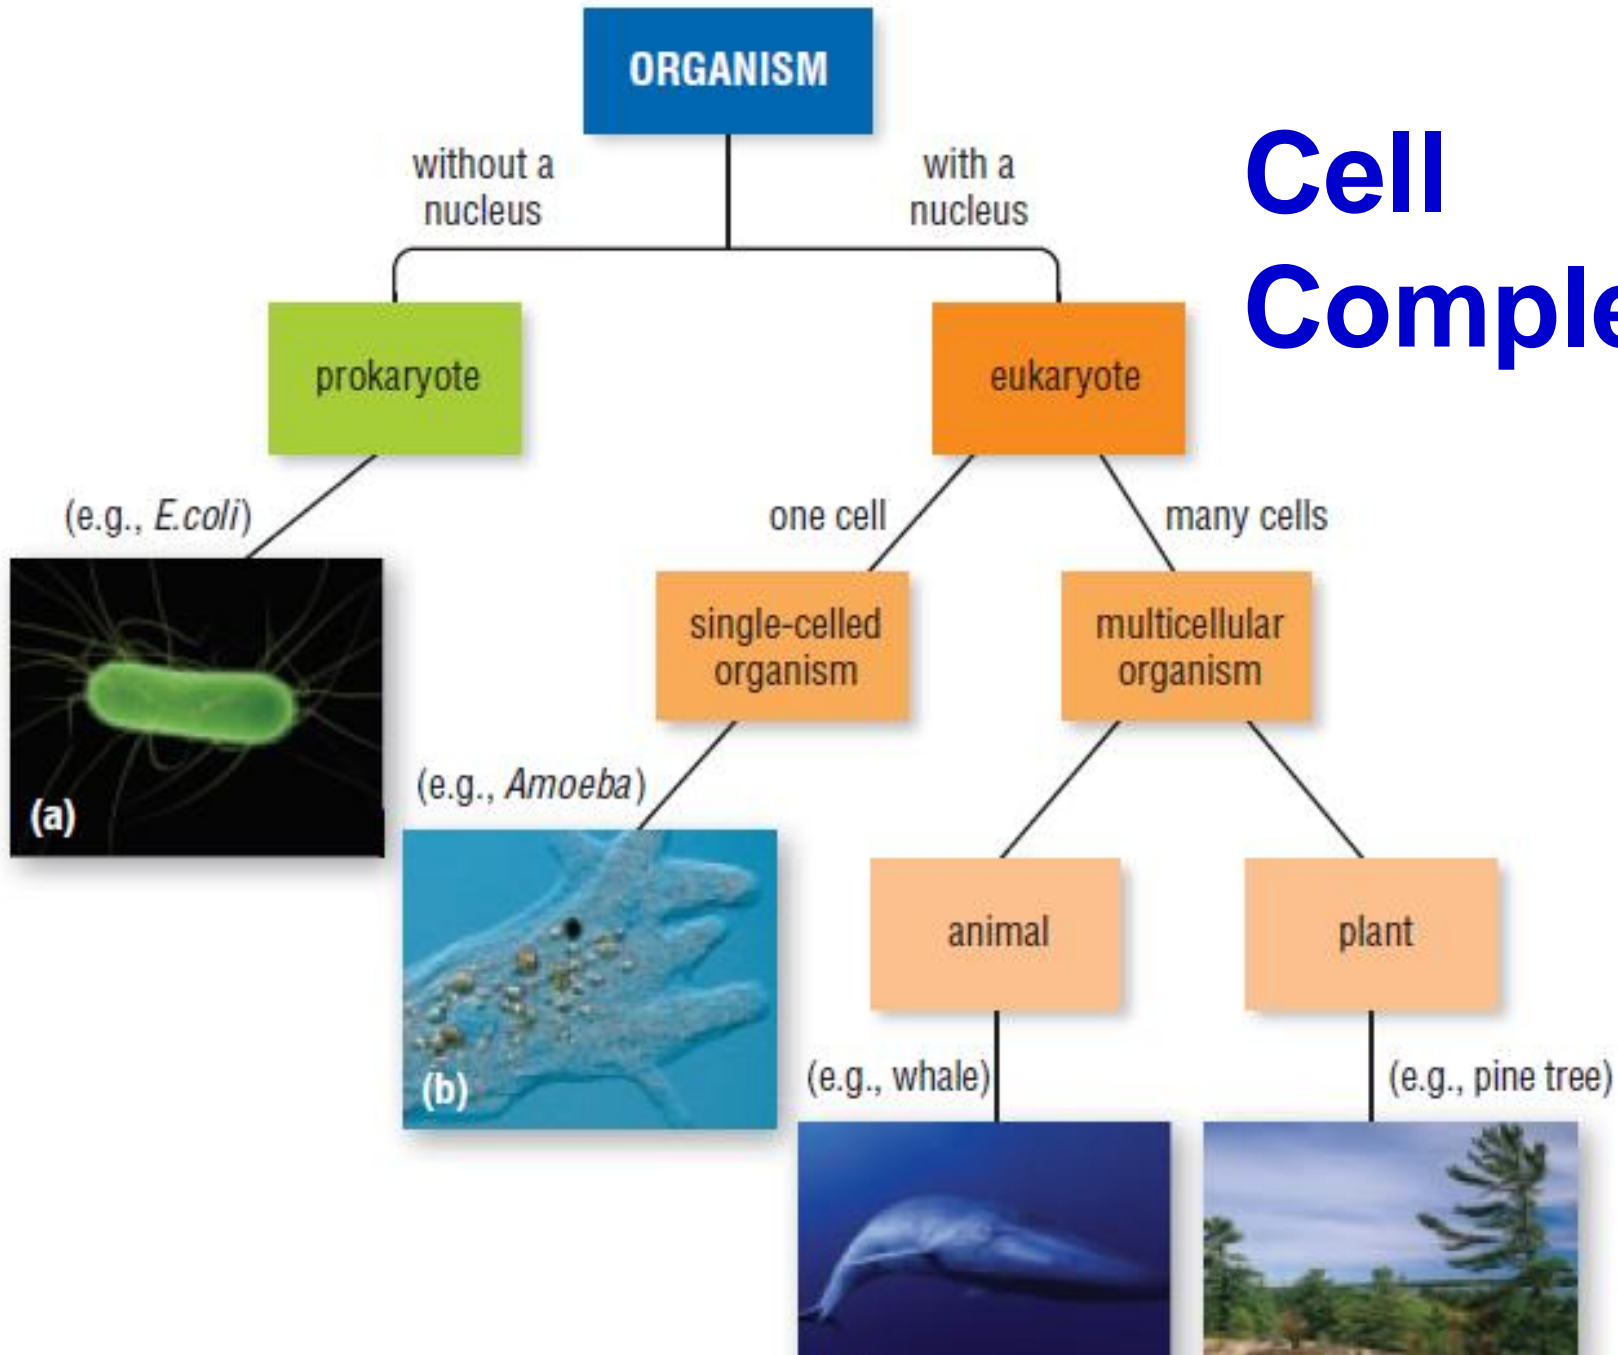 ORGANISM
without a
nucleus
with a
nucleus
Cell
Comple
prokaryote
eukaryote
(e.g., E.coli)
one cell
many cells
single-celled
organism
multicellular
organism
(a)
(e.g., Amoeba)
(b)
animal
plant
(e.g., whale)
(e.g., pine tree)